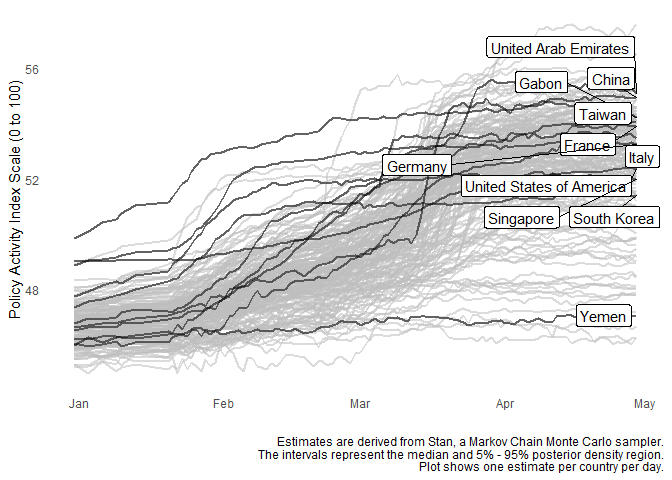 Policy Activity Index Scale (0 to 100)
56
52
48
United Arab Emirates
China
Gabon
Taiwan
France
Italy
Germany
United States of America
Singapore
South Korea
Yemen
Jan
Feb
Mar
Apr
May
Estimates are derived from Stan, a Markov Chain Monte Carlo sampler.
The intervals represent the median and 5% - 95% posterior density region.
Plot shows one estimate per country per day.